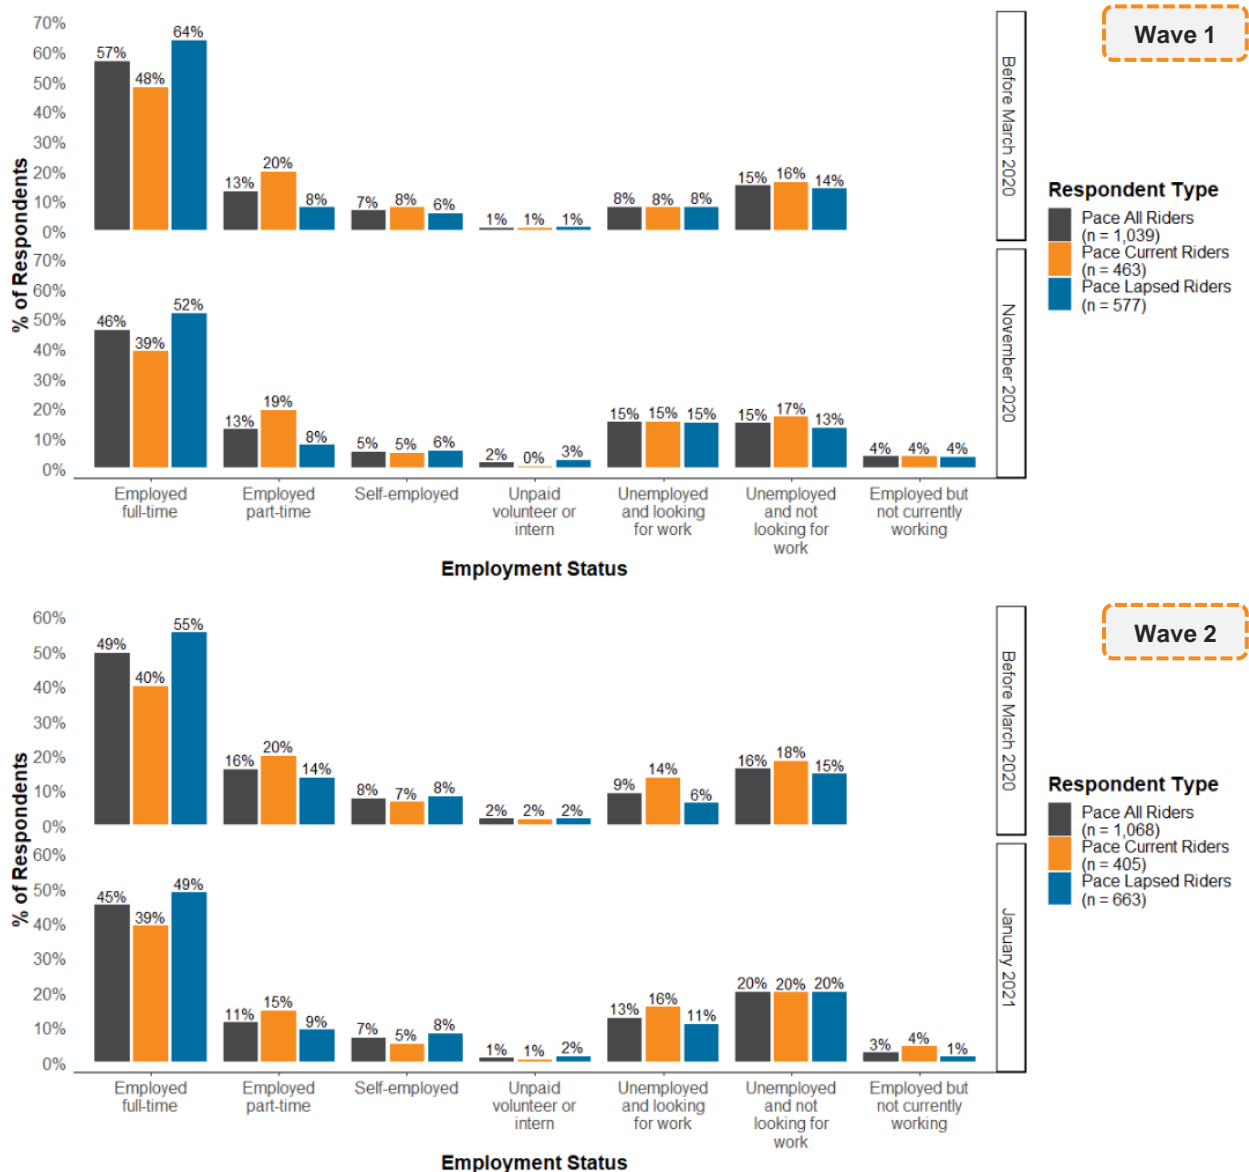 Wave 1
% of Respondents
70%
60%
50%
40%
30%
20%
10%
0%
57% 48% 64%
13% 20% 8%
7% 8% 6%
1% 1% 1%
8% 8% 8%
15% 16% 14%
Before March 2020
70%
60%
50%
40%
30%
20%
10%
0%
46% 39% 52%
13% 19% 8%
5% 5% 6%
2% 0% 3%
15% 15% 15%
15% 17% 13%
4% 4% 4%
November 2020
Employed
full-time
Employed
part-time
Self-employed
Unpaid
volunteer or
intern
Unemployed
and looking
for work
Unemployed
and not
looking for
work
Employed but
not currently
working
Employment Status
Respondent Type
Pace All Riders
(n = 1,039)
Pace Current Riders
(n = 463)
Pace Lapsed Riders
(n = 577)
Wave 2
% of Respondents
60%
50%
40%
30%
20%
10%
0%
49% 40% 55%
16% 20% 14%
8% 7% 8%
2% 2% 2%
9% 14% 6%
16% 18% 15%
Before March 2020
60%
50%
40%
30%
20%
10%
0%
45% 39% 49%
11% 15% 9%
7% 5% 8%
1% 1% 2%
13% 16% 11%
20% 20% 20%
3% 4% 1%
January 2021
Employed
full-time
Employed
part-time
Self-employed
Unpaid
volunteer or
intern
Unemployed
and looking
for work
Unemployed
and not
looking for
work
Employed but
not currently
working
Employment Status
Respondent Type
Pace All Riders
(n = 1,068)
Pace Current Riders
(n = 405)
Pace Lapsed Riders
(n = 663)